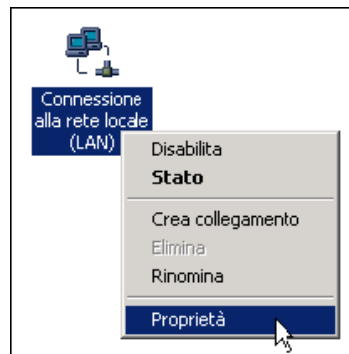 Connessione
alla rete locale
(LAN)
Disabilita
Stato
Crea collegamento
Elimina
Rinomina
Proprietà